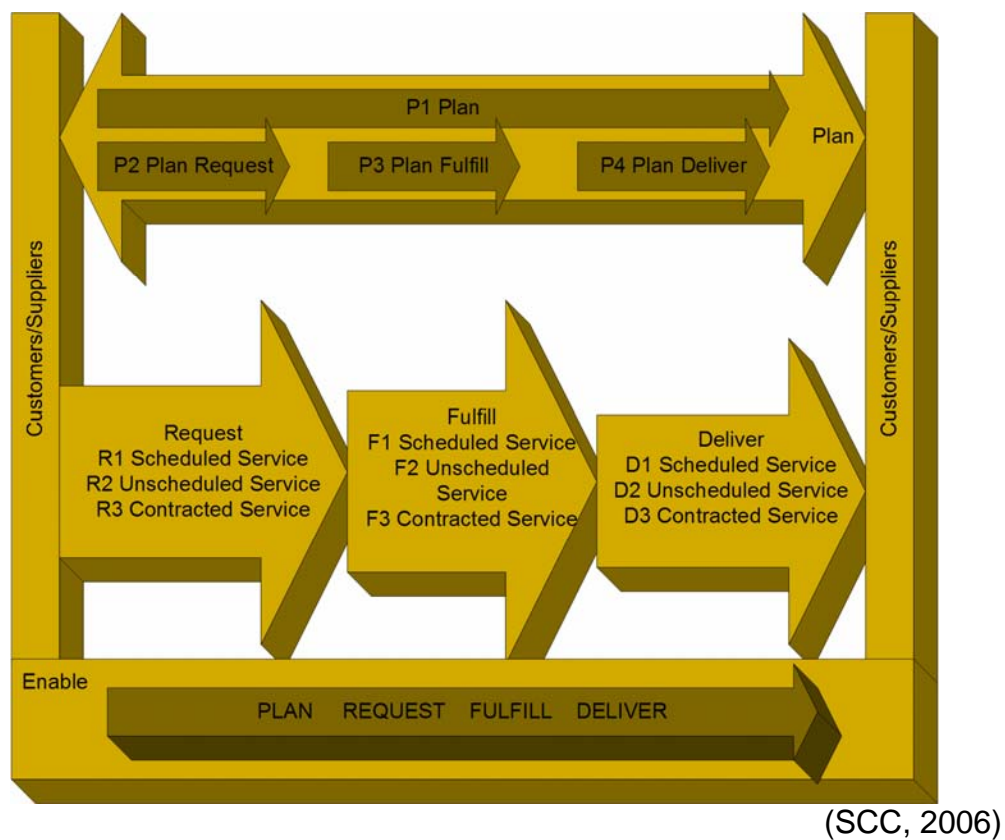 P1 Plan
Plan
P2 Plan Request
P3 Plan Fulfill
P4 Plan Deliver
Customers/Suppliers
Customers/Suppliers
Request
R1 Scheduled Service
R2 Unscheduled Service
R3 Contracted Service
Fulfill
F1 Scheduled Service
F2 Unscheduled
Service
F3 Contracted Service
Deliver
D1 Scheduled Service
D2 Unscheduled Service
D3 Contracted Service
Enable
PLAN REQUEST FULFILL DELIVER
(SCC, 2006)